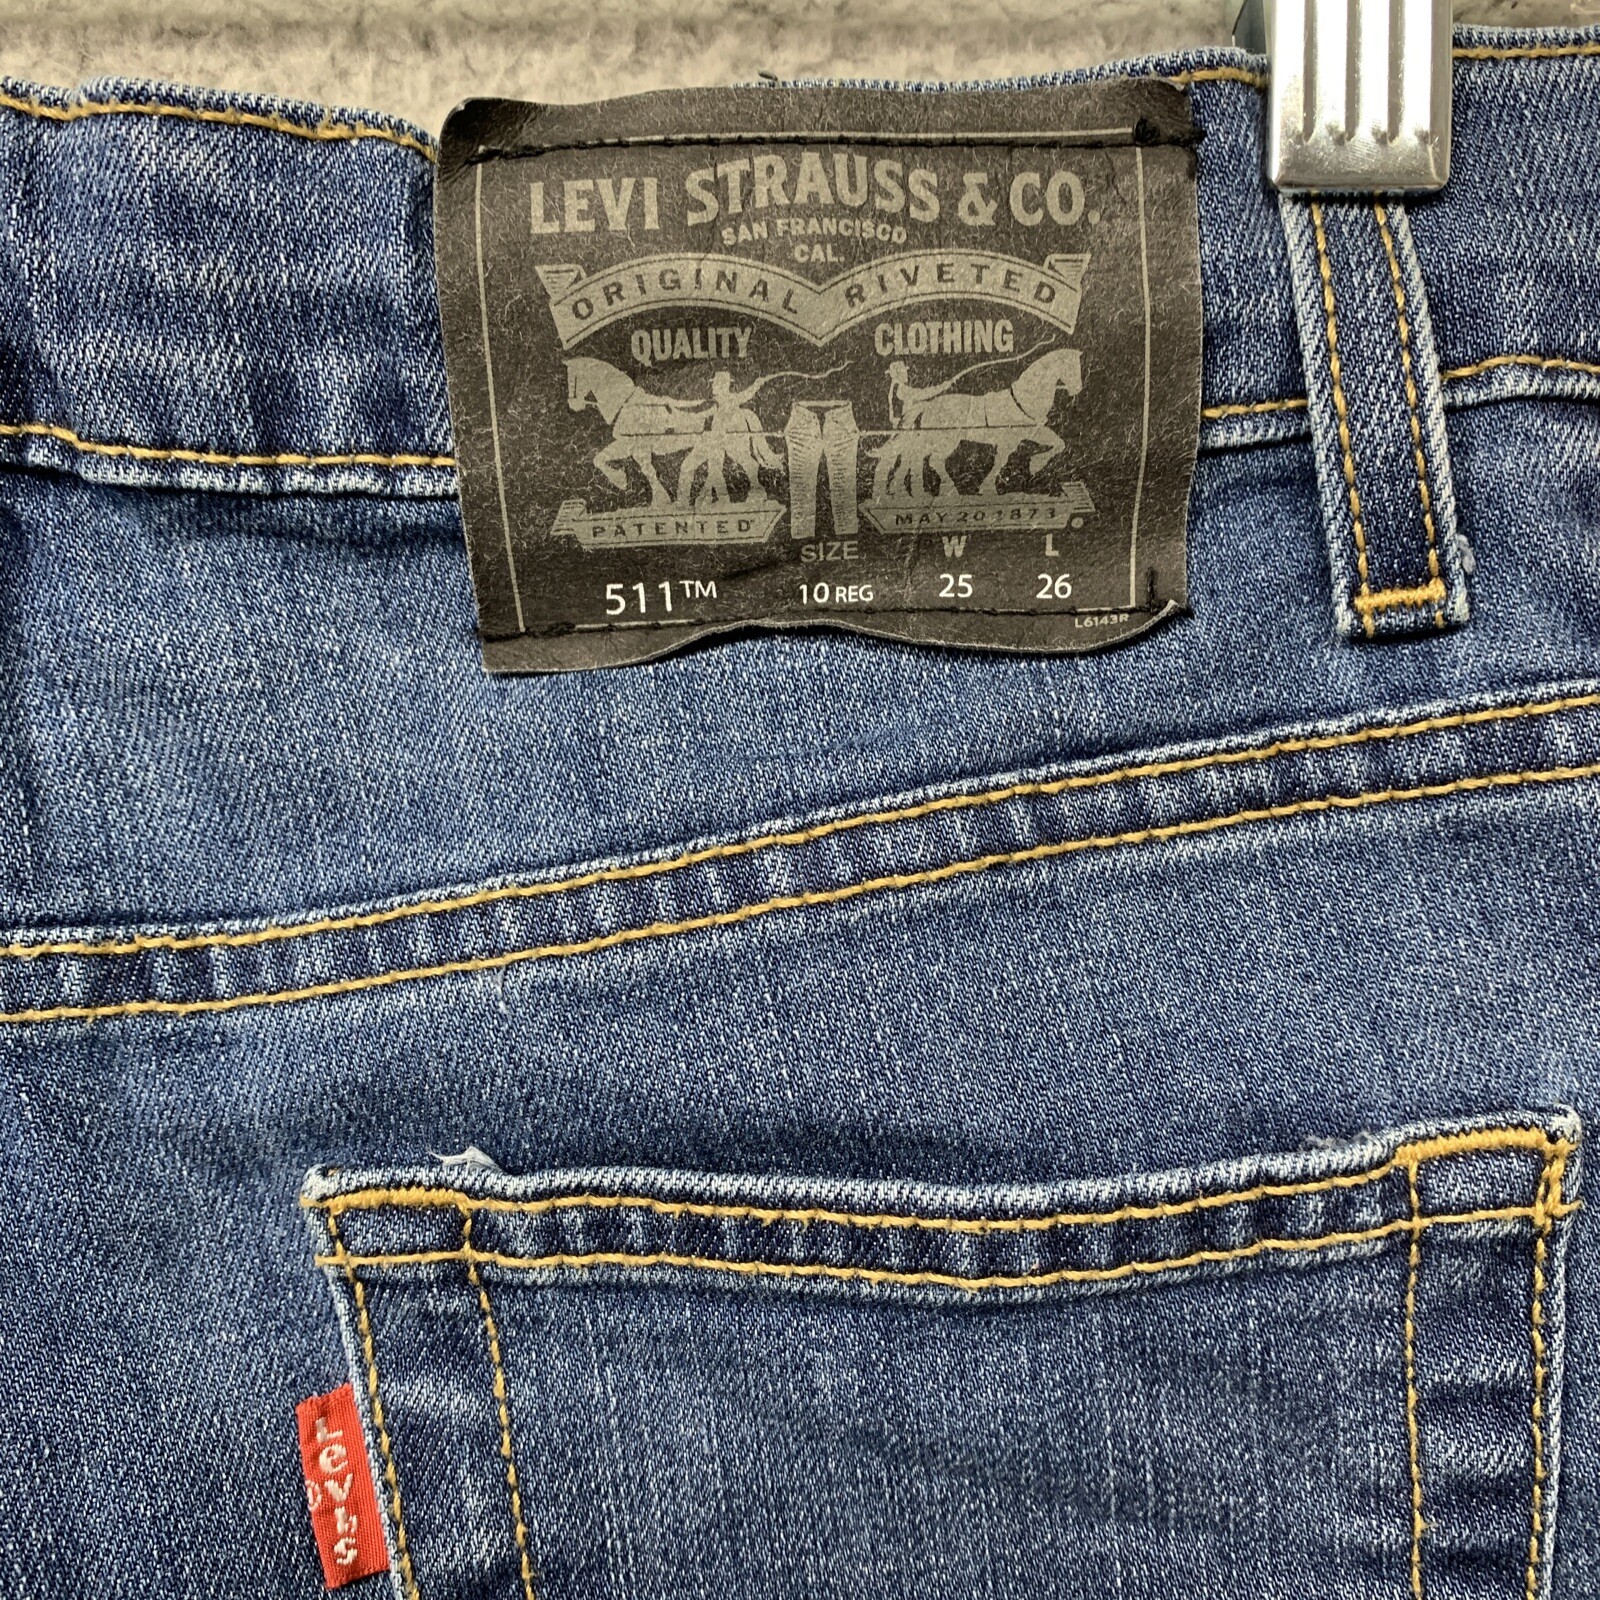 LEVI STRAUSS & CO.
SAN FRANCISCO
CAL.
ORIGINAL RIVETED
QUALITY CLOTHING
PATENTED MAY 20 1873
SIZE W L
511™ 10 REG 25 26
L6143R
LEVI'S